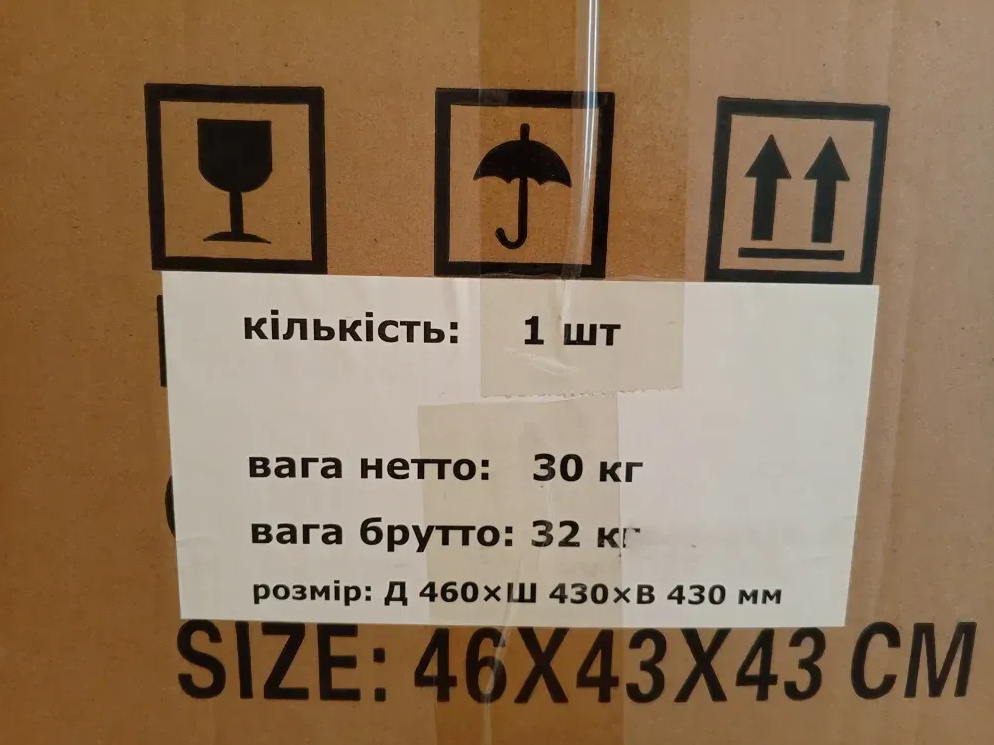 кількість: 1 шт
вага нетто: 30 кг
вага брутто: 32 кг
розмір: Д 460×Ш 430×В 430 мм
SIZE: 46X43X43 CM